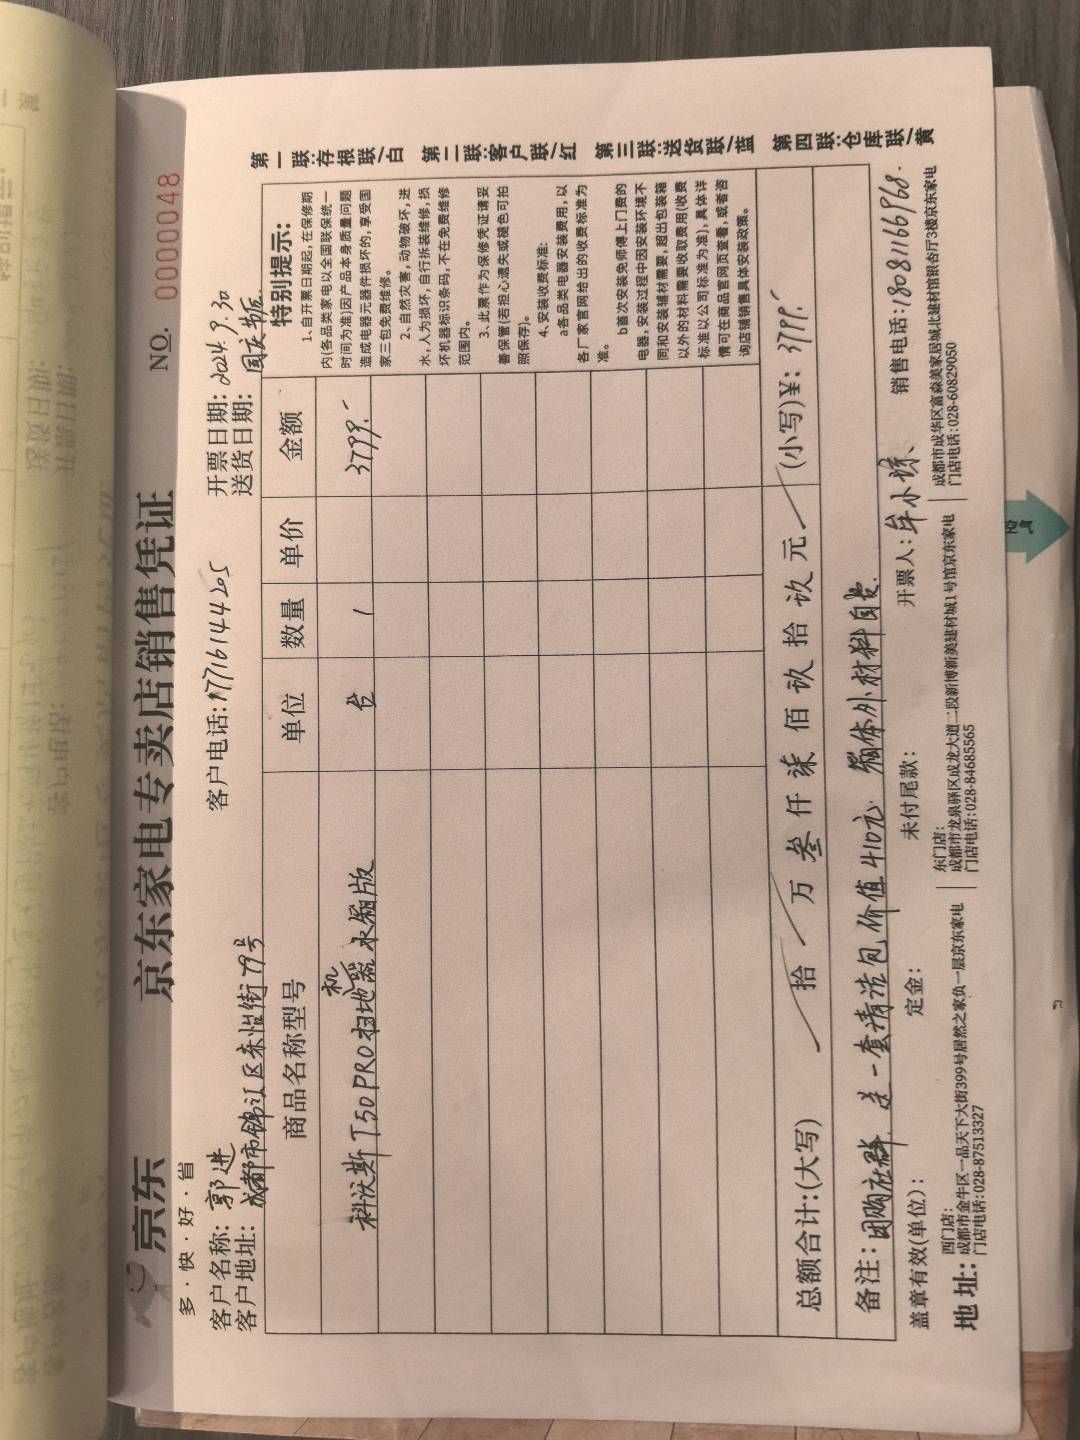 京东
多·快·好·省
京东家电专卖店销售凭证
NO. 0000048
客户名称：郭进
客户电话：17716144205
开票日期：2024.9.30
客户地址：成都市锦江区东怡街79号
送货日期：国庆后
商品名称型号 单位 数量 单价 金额
科沃斯T50PRO扫地机器水箱版 台 1 3799.
特别提示：
1、自开票日期起，在保修期
内(各品类家电以全国联保统一
时间为准)因产品本身质量问题
造成电器元器件损坏的，享受国
家三包免费维修。
2、自然灾害，动物破坏，进
水，人为损坏，自行拆装维修，损
坏机器标识条码，不在免费维修
范围内。
3、此票作为保修凭证请妥
善保管(若担心遗失或褪色可拍
照保存)。
4、安装收费标准：
a各品类电器安装费用，以
各厂家官网给出的收费标准为
准。
b首次安装免师傅上门费的
电器，安装过程中因安装环境不
同和安装辅材需要，超出包装箱
以外的材料需要收取费用(收费
标准以公司标准为准)，具体详
情可在商品官网页查看，或者咨
询店铺销售具体安装政策。
总额合计：(大写) 拾 万 叁 仟 柒 佰 玖 拾 玖 元 (小写)¥：3799.
备注：团购社群 送一套清洁包价值410元 箱体外材料自费.
盖章有效(单位)：
定金：
未付尾款：
开票人：牟小琼、
销售电话：18081166968.
地址：
西门店：
成都市金牛区一品天下大街399号居然之家负一层京东家电
门店电话：028-87513327
东门店：
成都市龙泉驿区成龙大道二段新博新美建材城1号馆京东家电
门店电话：028-84685565
成都市成华区富森美家居城北建材馆银杏厅3楼京东家电
门店电话：028-60829050
第一联：存根联/白 第二联：客户联/红 第三联：送货联/蓝 第四联：仓库联/黄